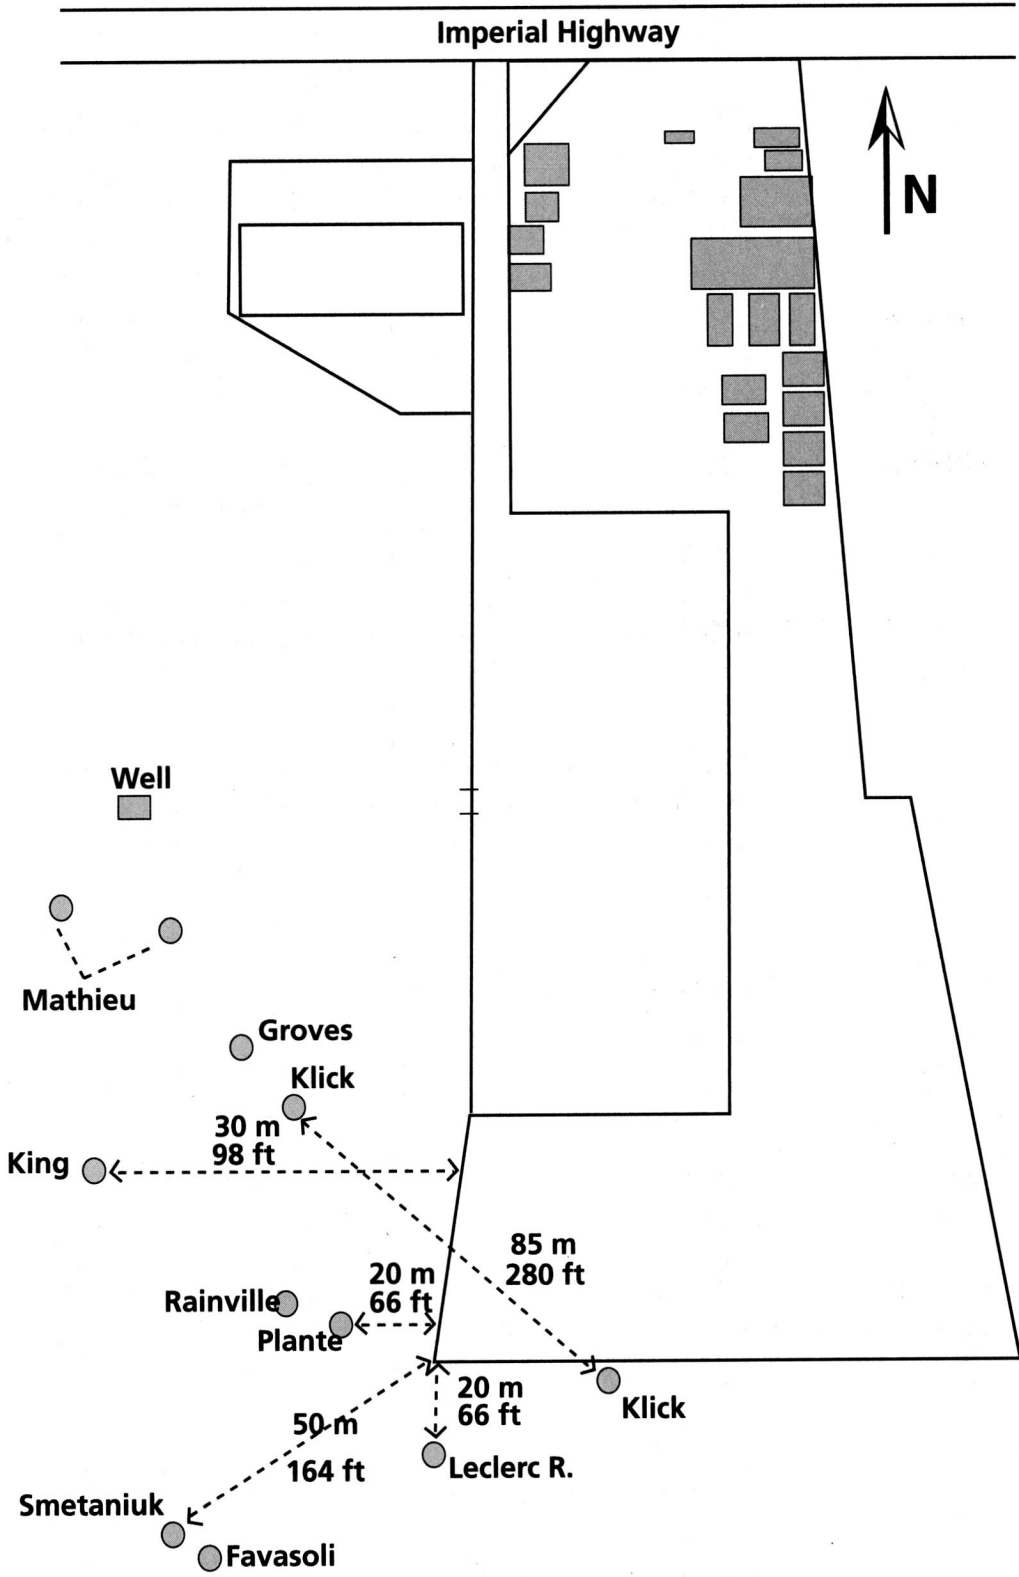 Imperial Highway
N
Well
Mathieu
Groves
Klick
30 m
98 ft
King
85 m
280 ft
20 m
66 ft
Rainville
Plante
20 m
66 ft
Klick
50 m
164 ft
Leclerc R.
Smetaniuk
Favasoli